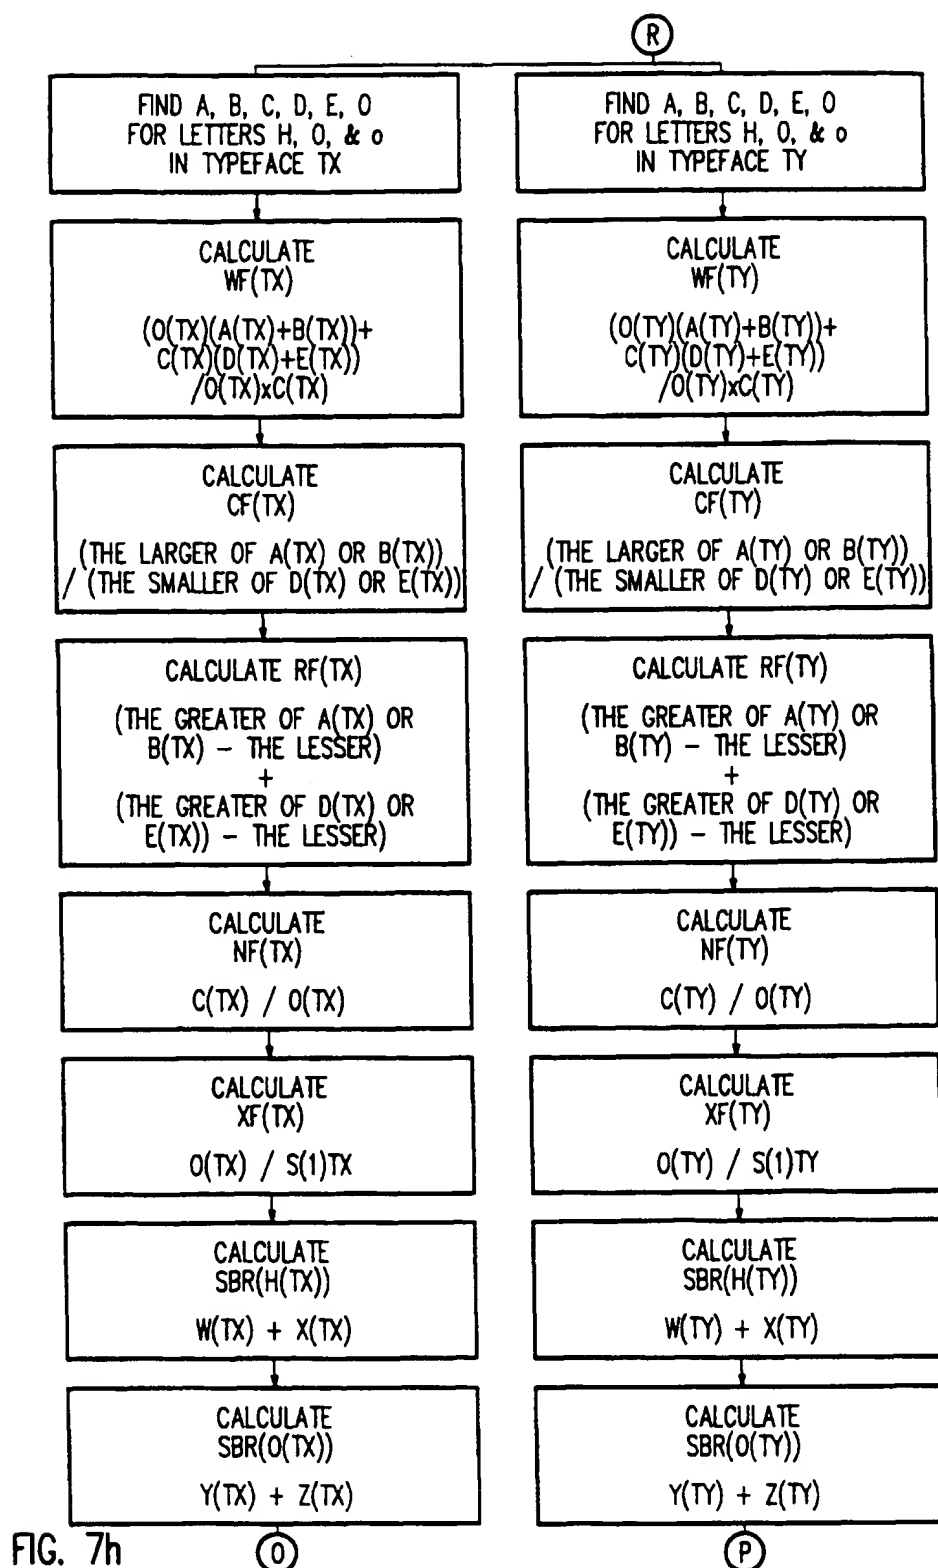 R
FIND A, B, C, D, E, O
FOR LETTERS H, O, & o
IN TYPEFACE TX
CALCULATE
WF(TX)
(O(TX)(A(TX)+B(TX))+
C(TX)(D(TX)+E(TX))
/O(TX)xC(TX)
CALCULATE
CF(TX)
(THE LARGER OF A(TX) OR B(TX))
/ (THE SMALLER OF D(TX) OR E(TX))
CALCULATE RF(TX)
(THE GREATER OF A(TX) OR
B(TX) – THE LESSER)
+
(THE GREATER OF D(TX) OR
E(TX)) – THE LESSER)
CALCULATE
NF(TX)
C(TX) / O(TX)
CALCULATE
XF(TX)
O(TX) / S(1)TX
CALCULATE
SBR(H(TX))
W(TX) + X(TX)
CALCULATE
SBR(O(TX))
Y(TX) + Z(TX)
O
FIND A, B, C, D, E, O
FOR LETTERS H, O, & o
IN TYPEFACE TY
CALCULATE
WF(TY)
(O(TY)(A(TY)+B(TY))+
C(TY)(D(TY)+E(TY))
/O(TY)xC(TY)
CALCULATE
CF(TY)
(THE LARGER OF A(TY) OR B(TY))
/ (THE SMALLER OF D(TY) OR E(TY))
CALCULATE RF(TY)
(THE GREATER OF A(TY) OR
B(TY) – THE LESSER)
+
(THE GREATER OF D(TY) OR
E(TY)) – THE LESSER)
CALCULATE
NF(TY)
C(TY) / O(TY)
CALCULATE
XF(TY)
O(TY) / S(1)TY
CALCULATE
SBR(H(TY))
W(TY) + X(TY)
CALCULATE
SBR(O(TY))
Y(TY) + Z(TY)
P
FIG. 7h